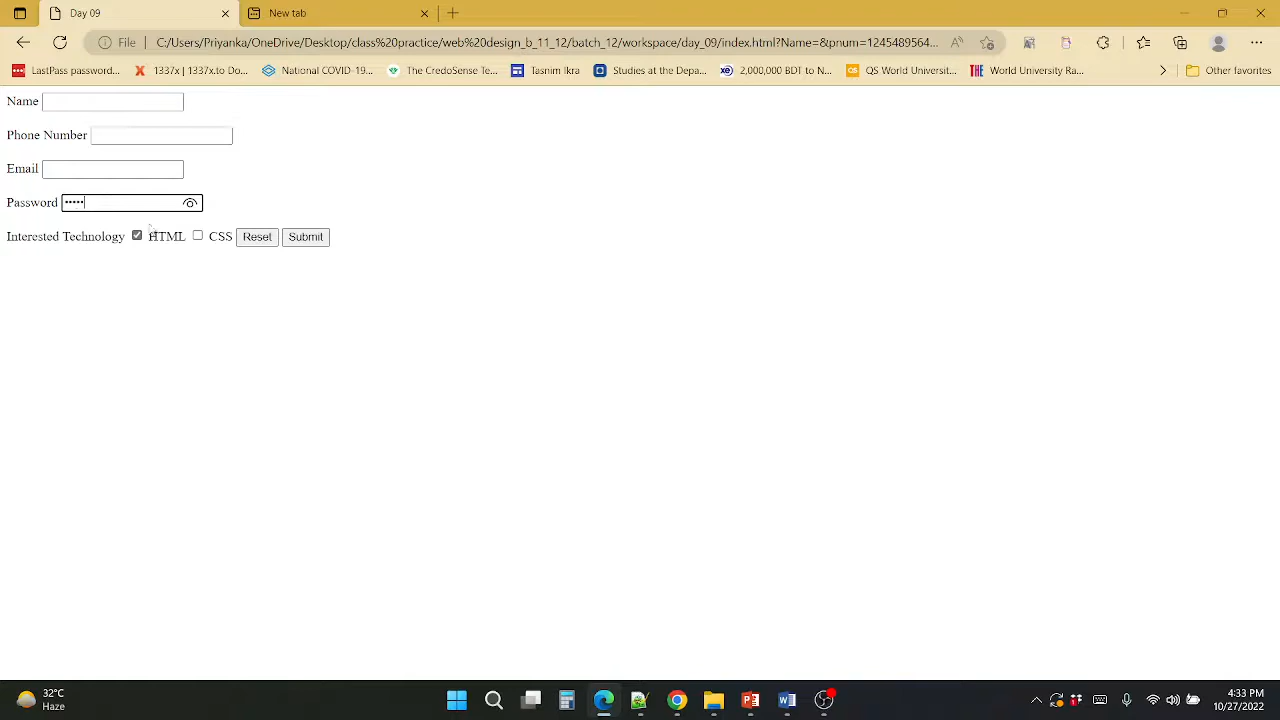 Day 09
New tab
File
C:/Users/Priyanka/OneDrive/Desktop/class%20practice/web%20design_b_11_12/batch_12/workspace/day_09/index.html?Name=&pnum=1245489564...
LastPass password...
1337x | 1337x.to Do...
National COVID-19...
The CredoSense Te...
Tasnim Ikra
Studies at the Depa...
2,000,000 BDT to N...
QS World Universit...
World University Ra...
Other favorites
Name
Phone Number
Email
Password •••••
Interested Technology HTML CSS Reset Submit
32°C
Haze
4:33 PM
10/27/2022